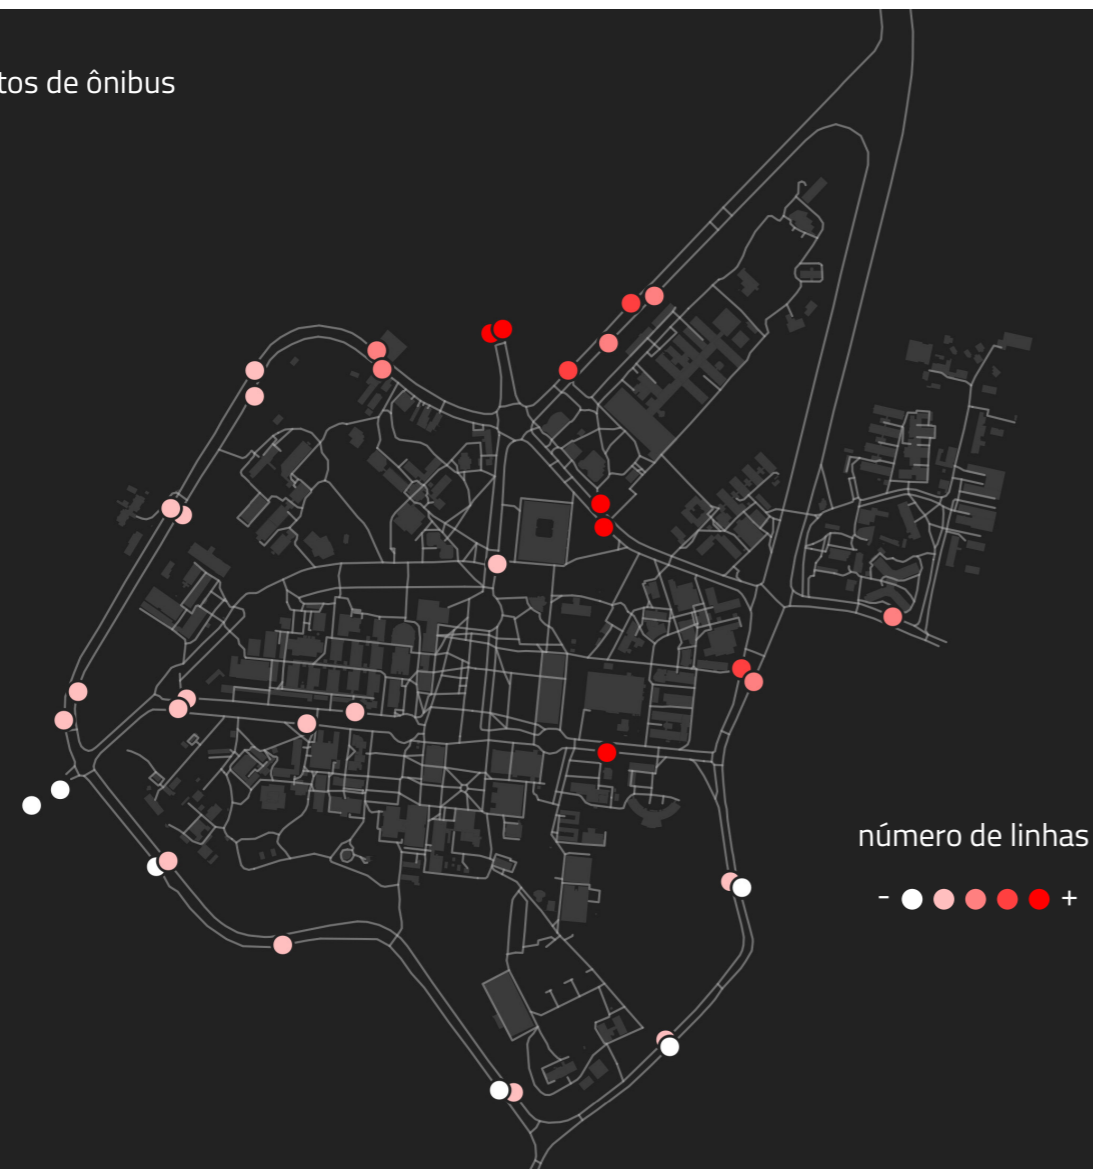 tos de ônibus
número de linhas
- +